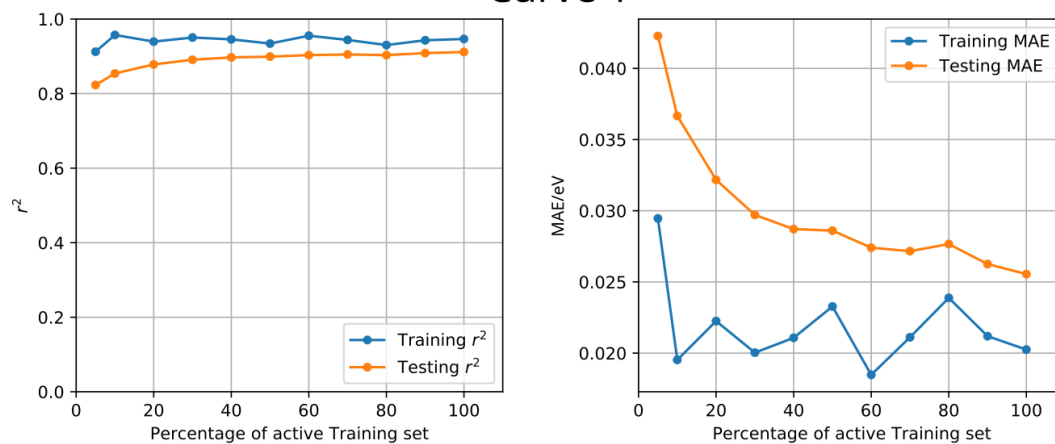 1.0
0.8
0.6
0.4
0.2
0.0
r²
0 20 40 60 80 100
Percentage of active Training set
Training r²
Testing r²
0.040
0.035
0.030
0.025
0.020
MAE/eV
0 20 40 60 80 100
Percentage of active Training set
Training MAE
Testing MAE